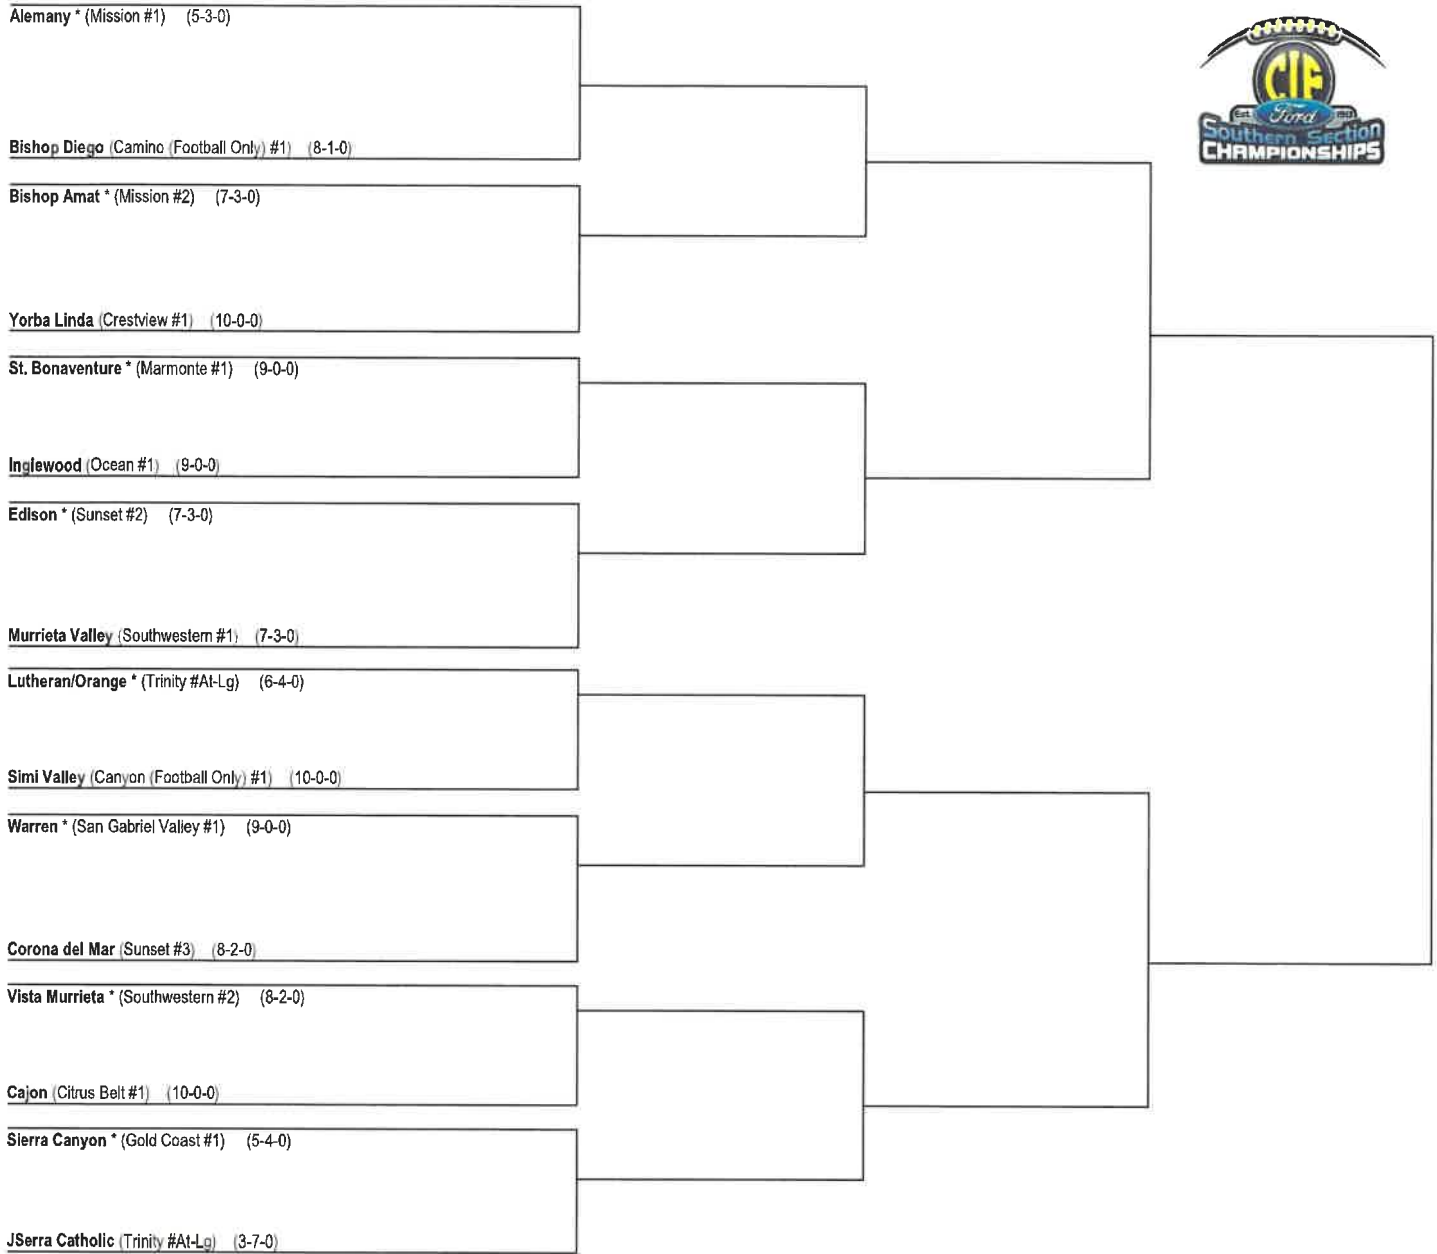 Alemany * (Mission #1) (5-3-0)
CIF
Est. Ford 1913
Southern Section
CHAMPIONSHIPS
Bishop Diego (Camino (Football Only) #1) (8-1-0)
Bishop Amat * (Mission #2) (7-3-0)
Yorba Linda (Crestview #1) (10-0-0)
St. Bonaventure * (Marmonte #1) (9-0-0)
Inglewood (Ocean #1) (9-0-0)
Edison * (Sunset #2) (7-3-0)
Murrieta Valley (Southwestern #1) (7-3-0)
Lutheran/Orange * (Trinity #At-Lg) (6-4-0)
Simi Valley (Canyon (Football Only) #1) (10-0-0)
Warren * (San Gabriel Valley #1) (9-0-0)
Corona del Mar (Sunset #3) (8-2-0)
Vista Murrieta * (Southwestern #2) (8-2-0)
Cajon (Citrus Belt #1) (10-0-0)
Sierra Canyon * (Gold Coast #1) (5-4-0)
JSerra Catholic (Trinity #At-Lg) (3-7-0)